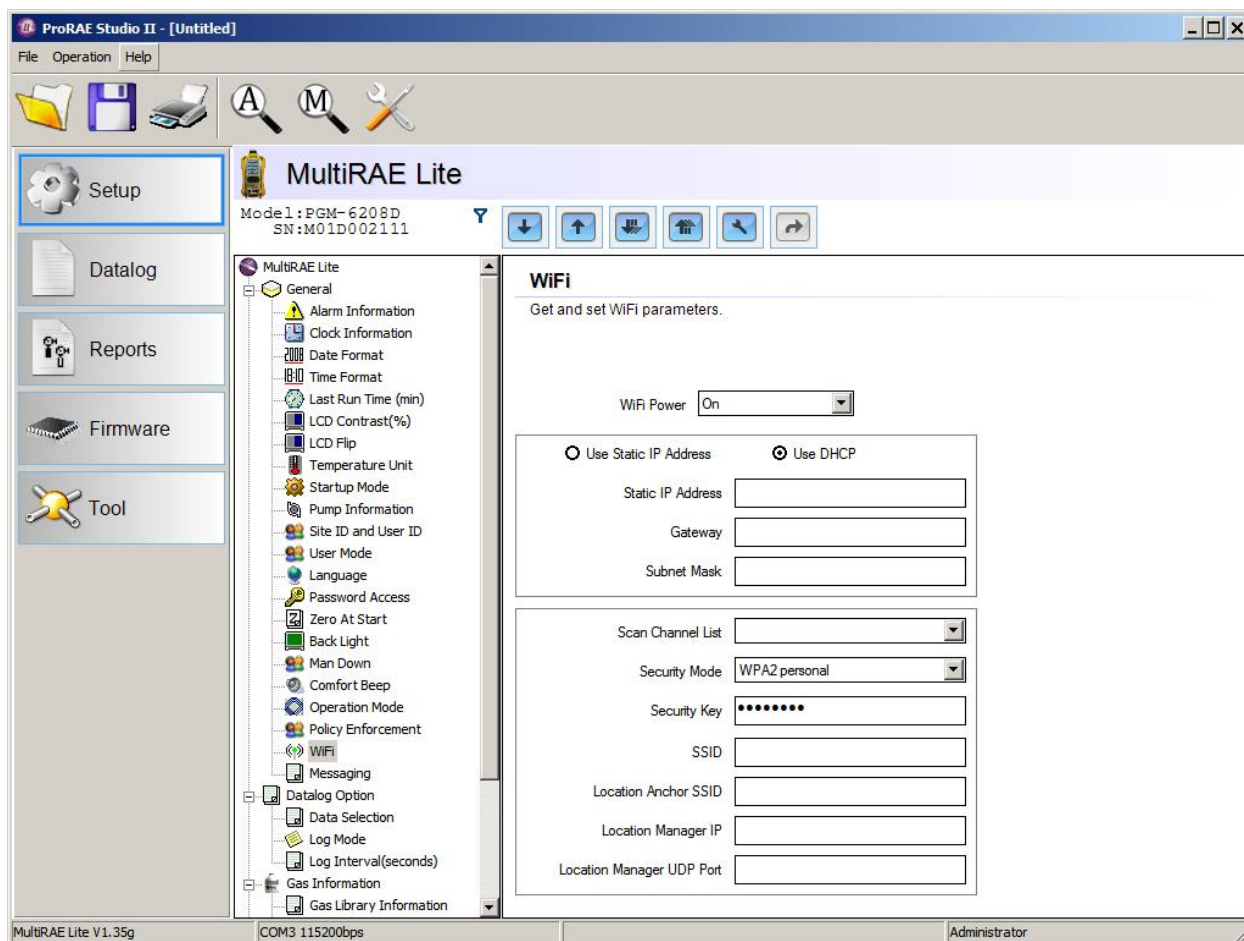 ProRAE Studio II - [Untitled]
File Operation Help
A M
MultiRAE Lite
Model:PGM-6208D
SN:M01D002111
Setup
Datalog
Reports
Firmware
Tool
MultiRAE Lite
General
Alarm Information
Clock Information
Date Format
Time Format
Last Run Time (min)
LCD Contrast(%)
LCD Flip
Temperature Unit
Startup Mode
Pump Information
Site ID and User ID
User Mode
Language
Password Access
Zero At Start
Back Light
Man Down
Comfort Beep
Operation Mode
Policy Enforcement
WiFi
Messaging
Datalog Option
Data Selection
Log Mode
Log Interval(seconds)
Gas Information
Gas Library Information
WiFi
Get and set WiFi parameters.
WiFi Power On
Use Static IP Address Use DHCP
Static IP Address
Gateway
Subnet Mask
Scan Channel List
Security Mode WPA2 personal
Security Key ••••••••
SSID
Location Anchor SSID
Location Manager IP
Location Manager UDP Port
MultiRAE Lite V1.35g COM3 115200bps Administrator